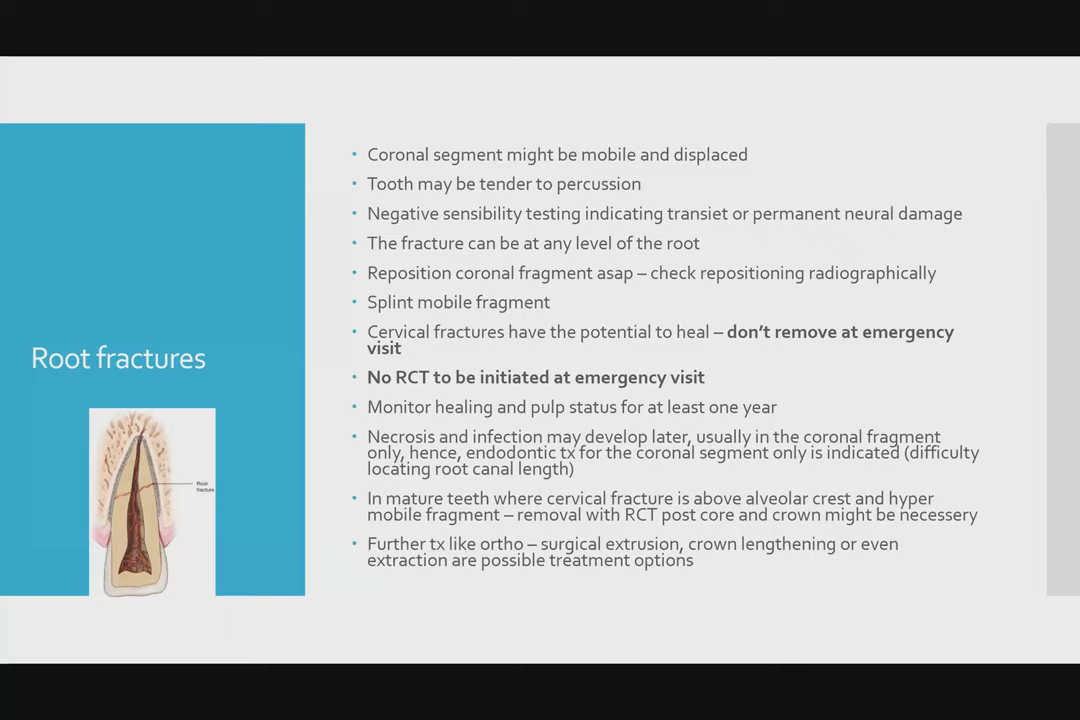 Root fractures
Root
fracture
• Coronal segment might be mobile and displaced
• Tooth may be tender to percussion
• Negative sensibility testing indicating transiet or permanent neural damage
• The fracture can be at any level of the root
• Reposition coronal fragment asap – check repositioning radiographically
• Splint mobile fragment
• Cervical fractures have the potential to heal – don't remove at emergency
visit
• No RCT to be initiated at emergency visit
• Monitor healing and pulp status for at least one year
• Necrosis and infection may develop later, usually in the coronal fragment
only, hence, endodontic tx for the coronal segment only is indicated (difficulty
locating root canal length)
• In mature teeth where cervical fracture is above alveolar crest and hyper
mobile fragment – removal with RCT post core and crown might be necessery
• Further tx like ortho – surgical extrusion, crown lengthening or even
extraction are possible treatment options